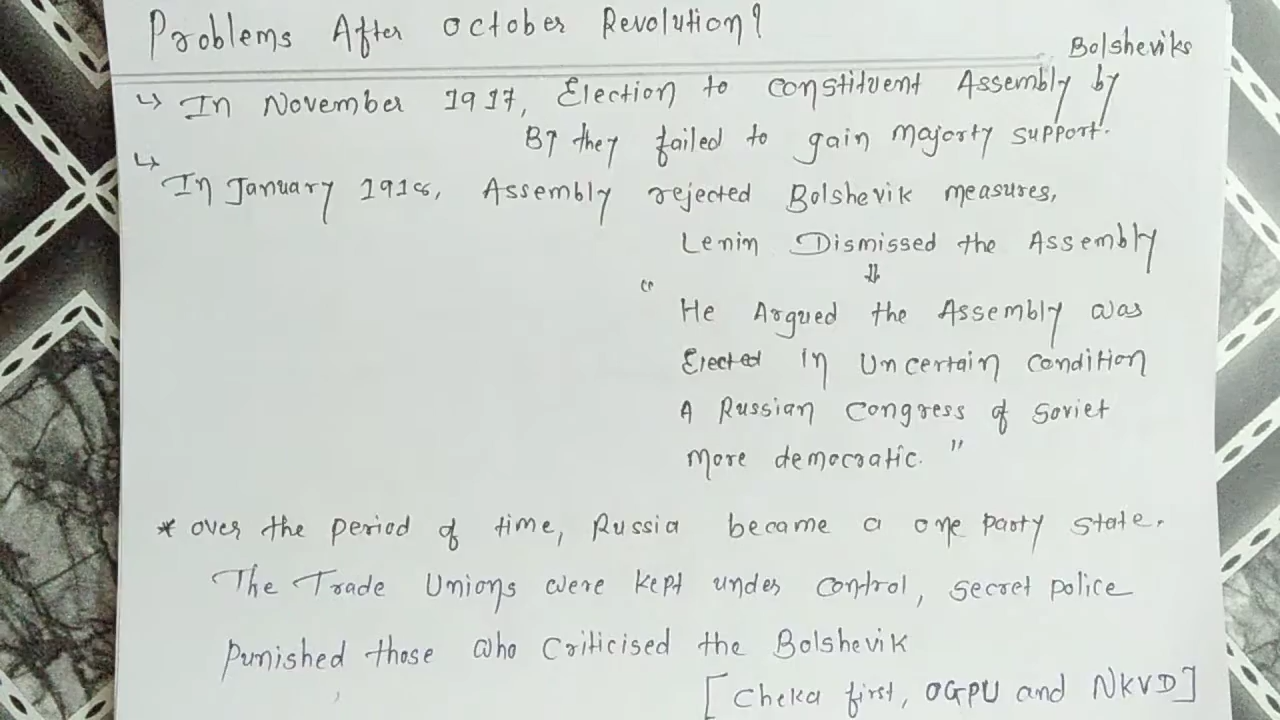 Problems After October Revolution?
Bolsheviks
↳ In November 1917, Election to constituent Assembly by
BT they failed to gain Majorty support.
↳ In January 1918, Assembly rejected Bolshevik measures,
Lenin Dismissed the Assembly
⇓
" He Argued the Assembly was
Elected in Uncertain condition
A Russian Congress of Soviet
More democratic. "
* over the period of time, Russia became a one party state.
The Trade Unions were kept under control, secret police
punished those who criticised the Bolshevik
[Cheka first, OGPU and NKVD]